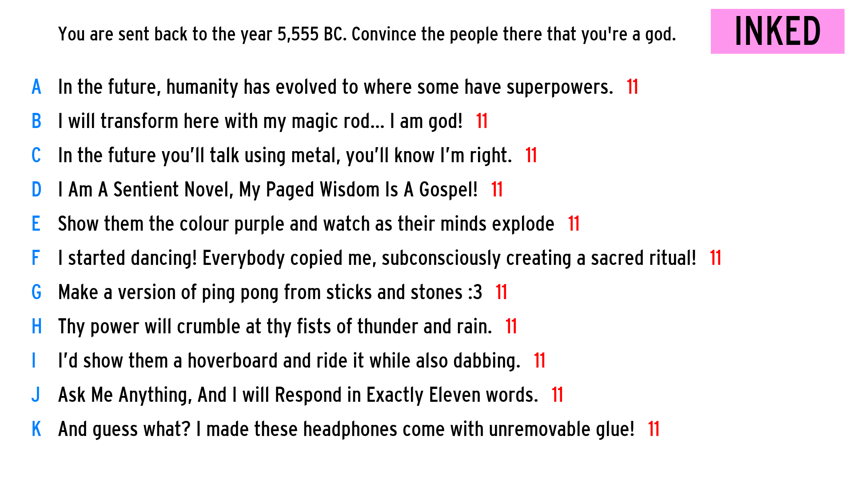 You are sent back to the year 5,555 BC. Convince the people there that you're a god.
INKED
A In the future, humanity has evolved to where some have superpowers. 11
B I will transform here with my magic rod... I am god! 11
C In the future you’ll talk using metal, you’ll know I’m right. 11
D I Am A Sentient Novel, My Paged Wisdom Is A Gospel! 11
E Show them the colour purple and watch as their minds explode 11
F I started dancing! Everybody copied me, subconsciously creating a sacred ritual! 11
G Make a version of ping pong from sticks and stones :3 11
H Thy power will crumble at thy fists of thunder and rain. 11
I I’d show them a hoverboard and ride it while also dabbing. 11
J Ask Me Anything, And I will Respond in Exactly Eleven words. 11
K And guess what? I made these headphones come with unremovable glue! 11